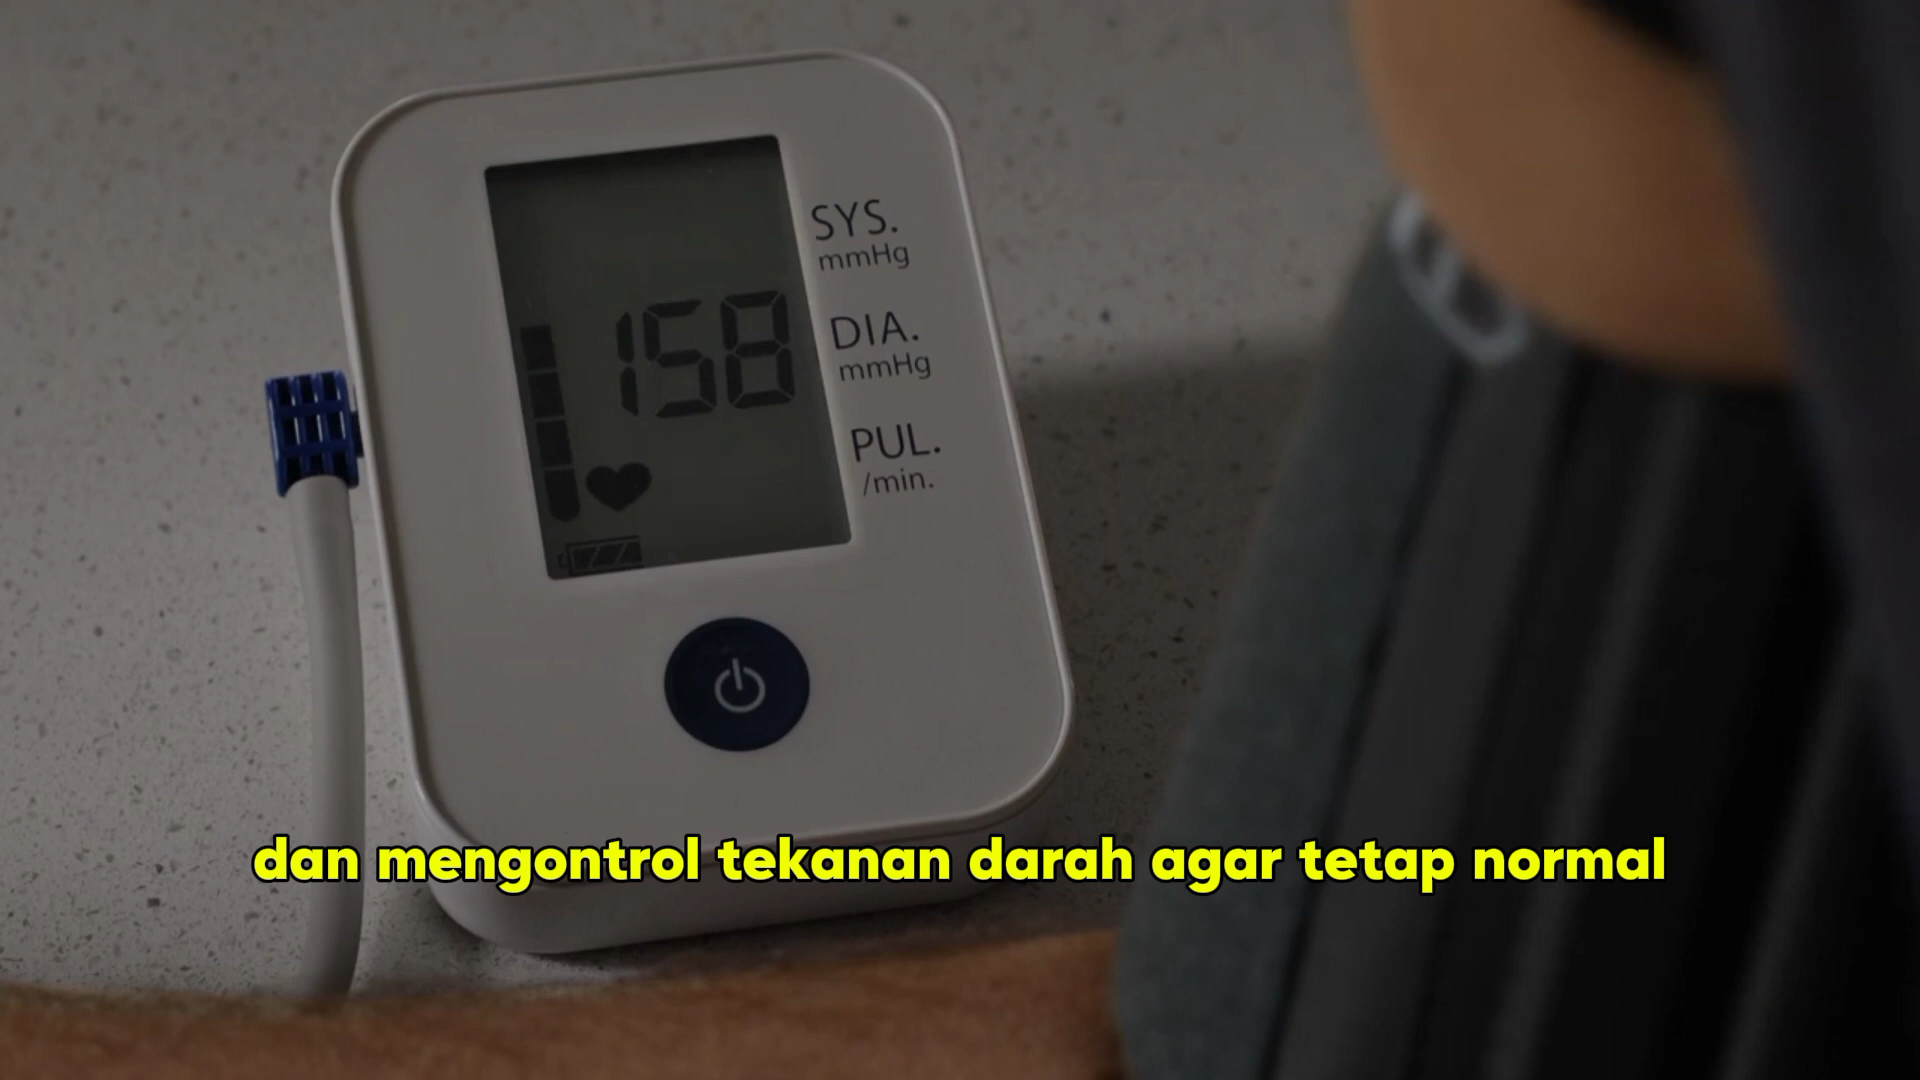 SYS.
mmHg
158
DIA.
mmHg
PUL.
/min.
dan mengontrol tekanan darah agar tetap normal